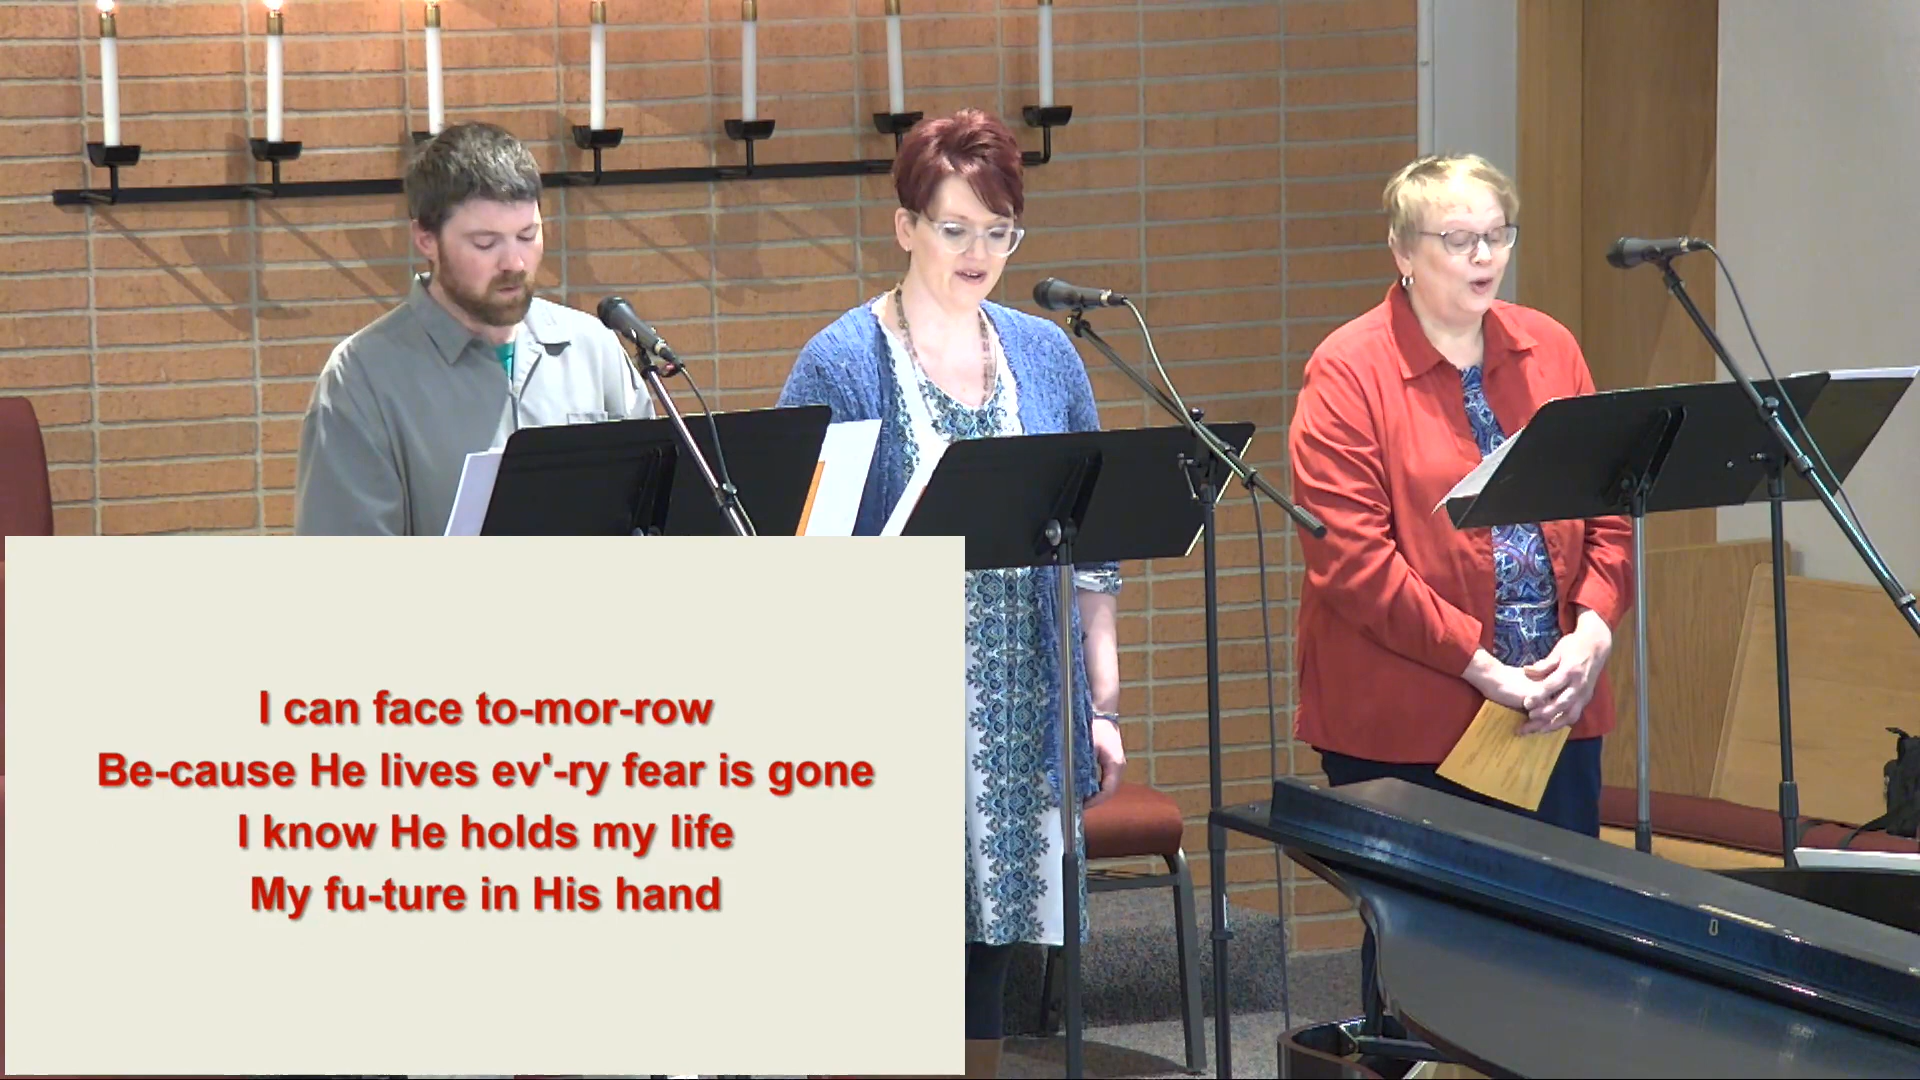 I can face to-mor-row
Be-cause He lives ev'-ry fear is gone
I know He holds my life
My fu-ture in His hand